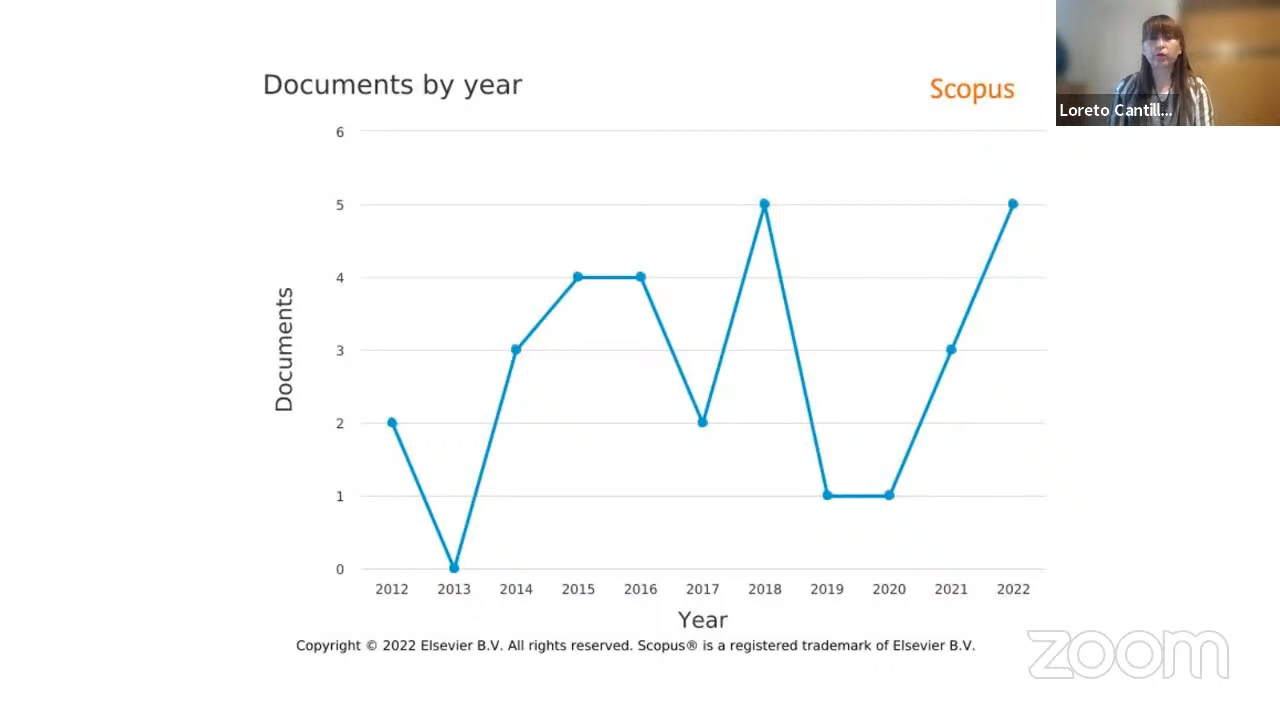 Loreto Cantill...
Documents by year
Scopus
6
5
4
3
2
1
0
Documents
2012 2013 2014 2015 2016 2017 2018 2019 2020 2021 2022
Year
Copyright © 2022 Elsevier B.V. All rights reserved. Scopus® is a registered trademark of Elsevier B.V.
zoom